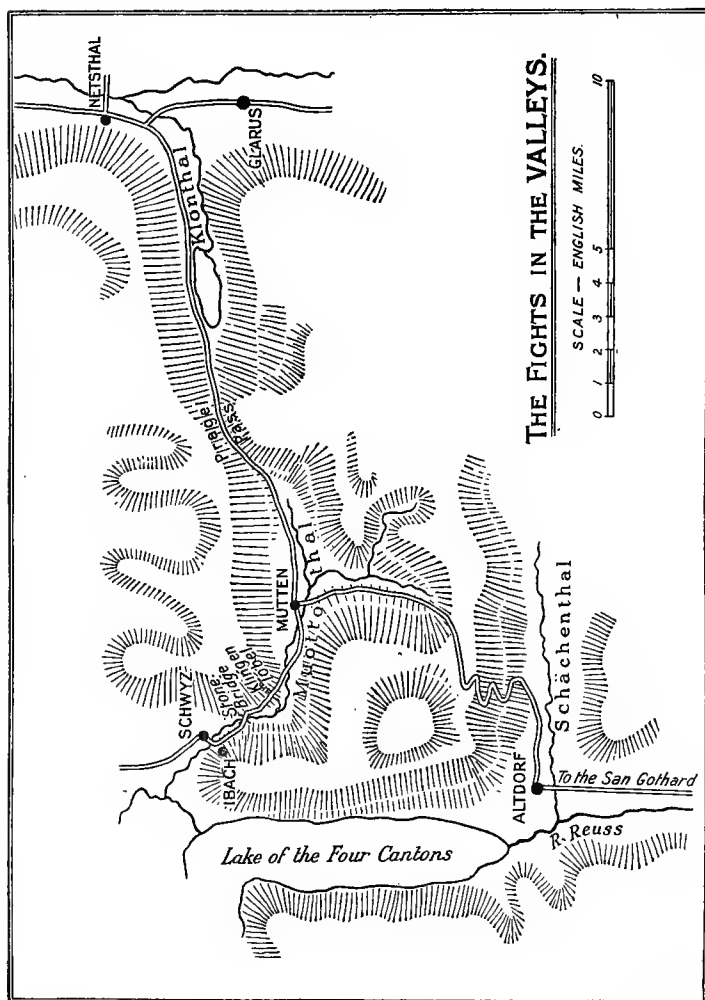 NETSTHAL
GLARUS
Klonthal
Pragel
Pass.
SCHWYZ
Stone
Bridge
Klingen
Klobel
IBACH
MUTTEN
Muotto thal
Schächenthal
ALTDORF
To the San Gothard
Lake of the Four Cantons
R. Reuss
THE FIGHTS IN THE VALLEYS.
SCALE — ENGLISH MILES.
0 1 2 3 4 5 10